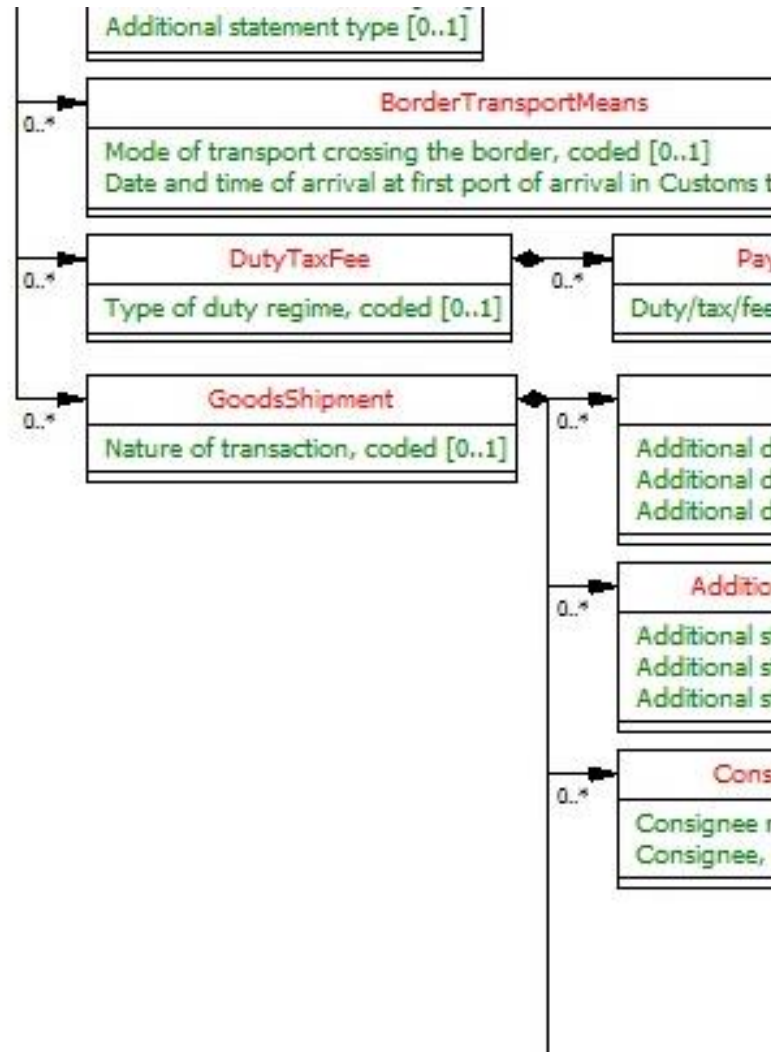 Additional statement type [0..1]
BorderTransportMeans
0..*
Mode of transport crossing the border, coded [0..1]
Date and time of arrival at first port of arrival in Customs
DutyTaxFee
0..*
Type of duty regime, coded [0..1]
0..*
Duty/tax/fee
GoodsShipment
0..*
Nature of transaction, coded [0..1]
0..*
Additional
Additional
Additional
0..*
Additional
Additional
Additional
0..*
Consignee
Consignee,